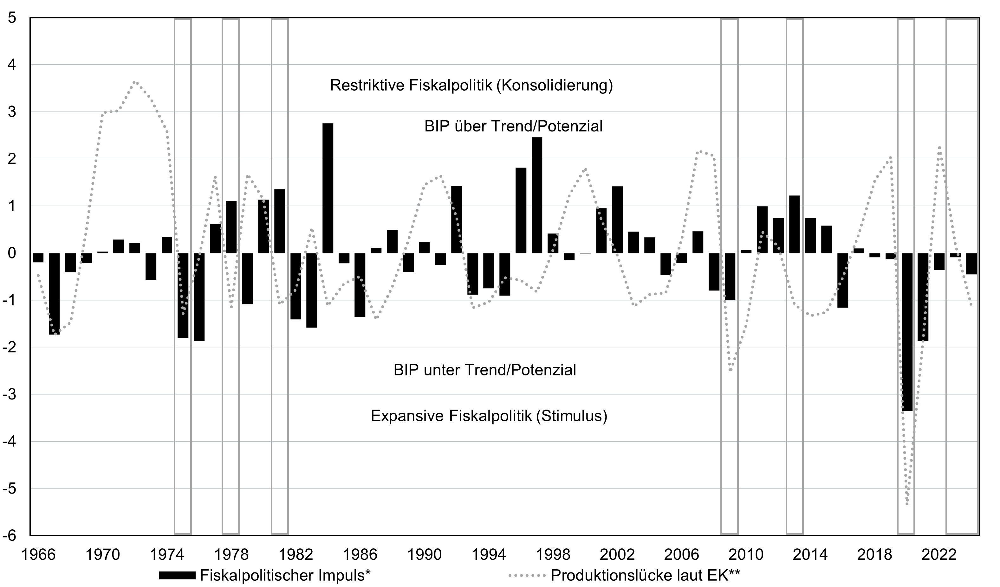 5
4
Restriktive Fiskalpolitik (Konsolidierung)
3
BIP über Trend/Potenzial
2
1
0
-1
-2
BIP unter Trend/Potenzial
-3
Expansive Fiskalpolitik (Stimulus)
-4
-5
-6
1966 1970 1974 1978 1982 1986 1990 1994 1998 2002 2006 2010 2014 2018 2022
Fiskalpolitischer Impuls* Produktionslücke laut EK**